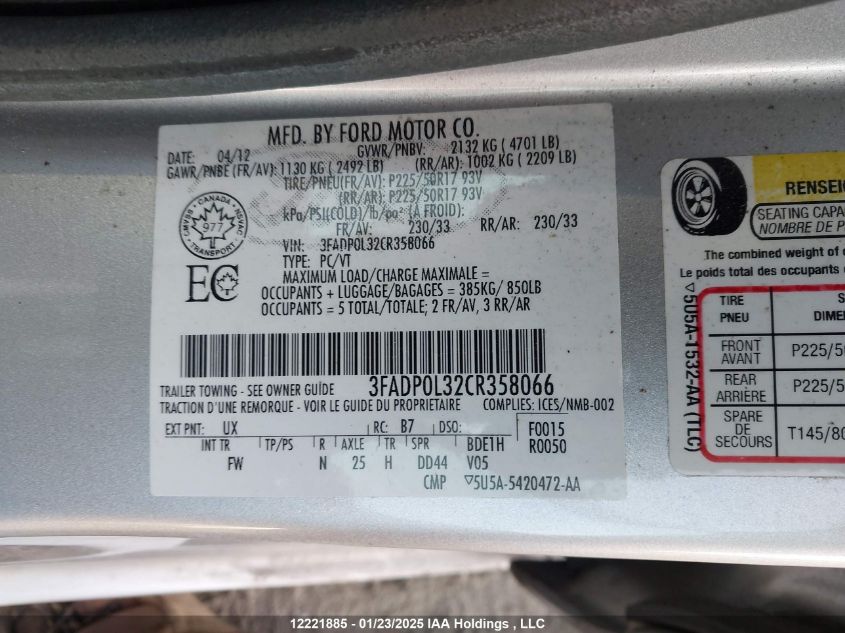 MFD. BY FORD MOTOR CO.
DATE: 04/12 GVWR/PNBV: 2132 KG ( 4701 LB)
GAWR/PNBE (FR/AV): 1130 KG ( 2492 LB) (RR/AR): 1002 KG ( 2209 LB)
TIRE/PNEU(FR/AV): P225/50R17 93V
(RR/AR): P225/50R17 93V
kPa/PSI(COLD)/lb/po² (A FROID):
FR/AV: 230/33 RR/AR: 230/33
VIN: 3FADP0L32CR358066
TYPE: PC/VT
MAXIMUM LOAD/CHARGE MAXIMALE =
OCCUPANTS + LUGGAGE/BAGAGES = 385KG/ 850LB
OCCUPANTS = 5 TOTAL/TOTALE; 2 FR/AV, 3 RR/AR
CANADA
977
TRANSPORT
EC
3FADP0L32CR358066
TRAILER TOWING - SEE OWNER GUIDE
TRACTION D'UNE REMORQUE - VOIR LE GUIDE DU PROPRIETAIRE COMPLIES: ICES/NMB-002
EXT PNT: UX RC: B7 DSO: F0015
R0050
INT TR TP/PS R AXLE TR SPR BDE1H
FW N 25 H DD44 V05
CMP ▽5U5A-5420472-AA
RENSEIG
SEATING CAPA
NOMBRE DE P
The combined weight of
Le poids total des occupants
▽5U5A-1532-AA (TLC)
TIRE S
PNEU DIME
FRONT
AVANT P225/50
REAR
ARRIÈRE P225/5
SPARE
DE
SECOURS T145/80
12221885 - 01/23/2025 IAA Holdings, LLC